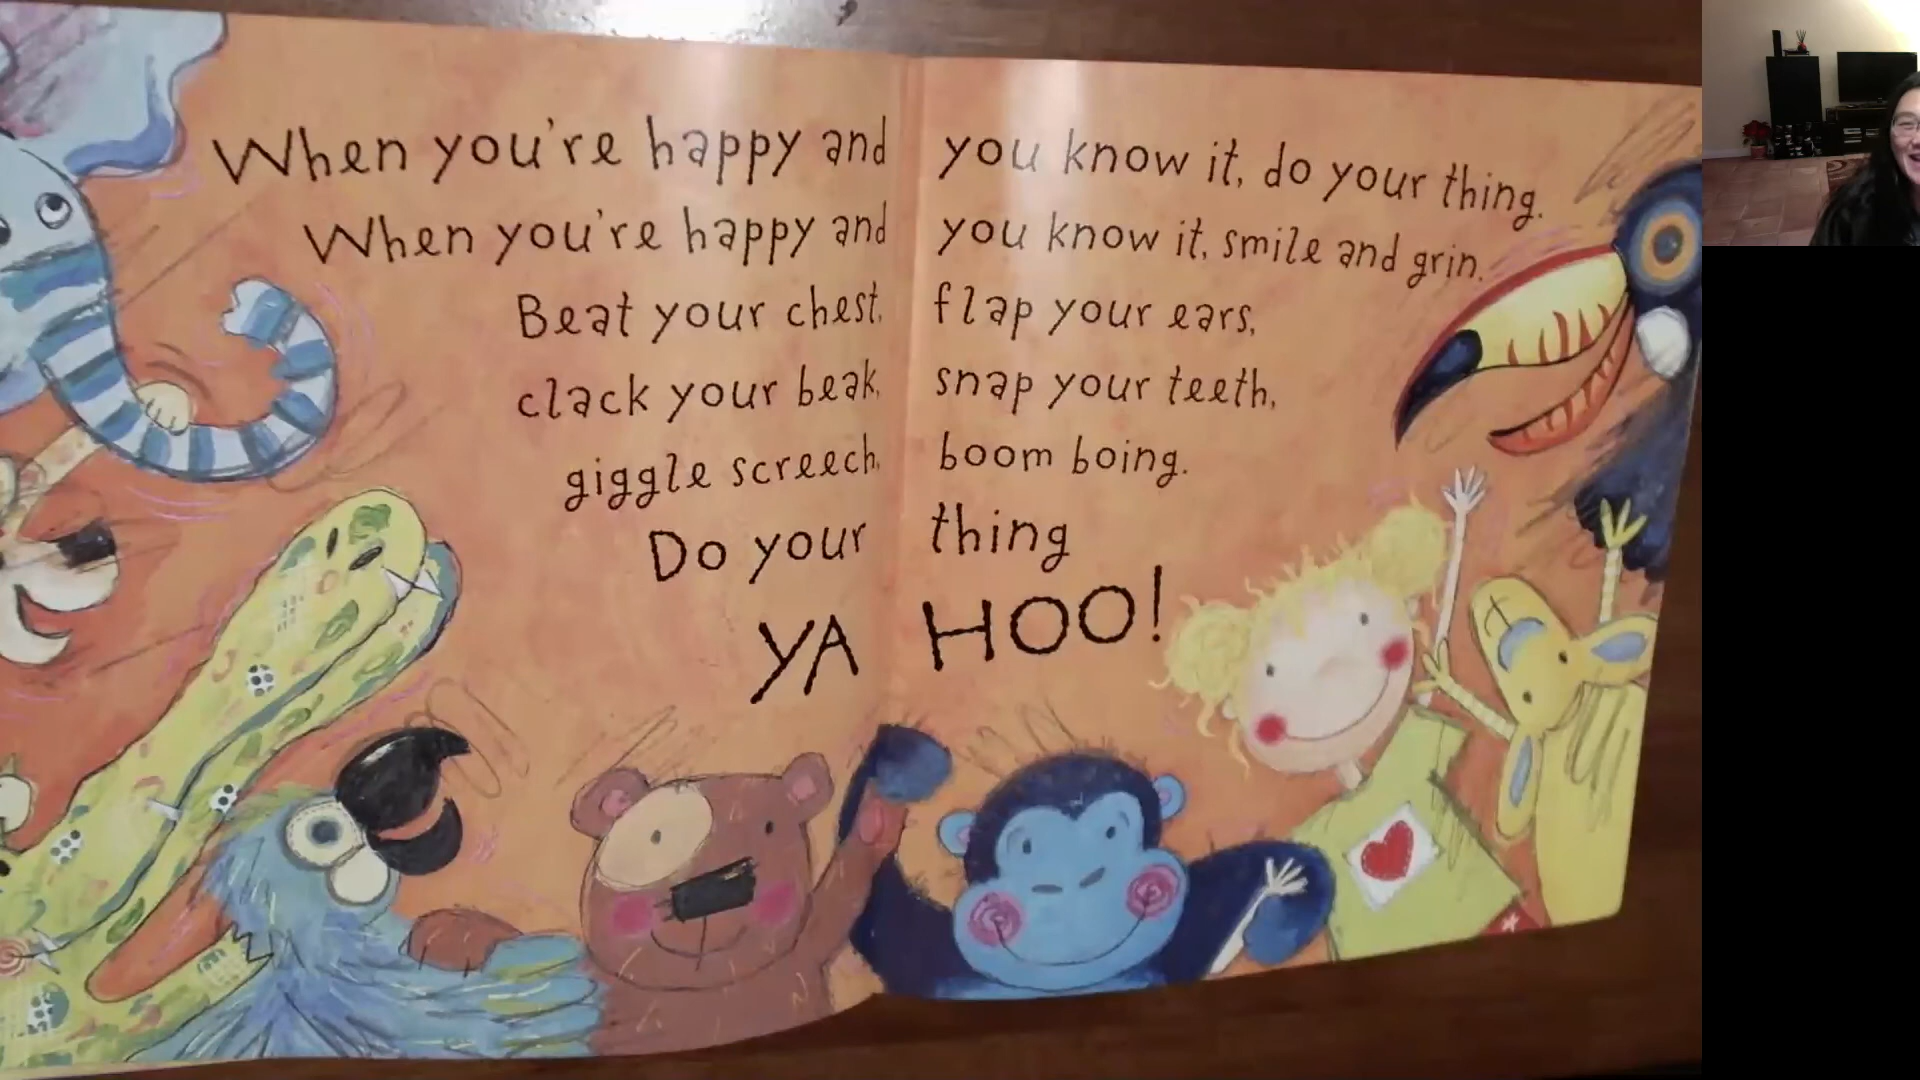 When you're happy and you know it, do your thing.
When you're happy and you know it, smile and grin.
Beat your chest, flap your ears,
clack your beak, snap your teeth,
giggle screech, boom boing.
Do your thing
YA HOO!